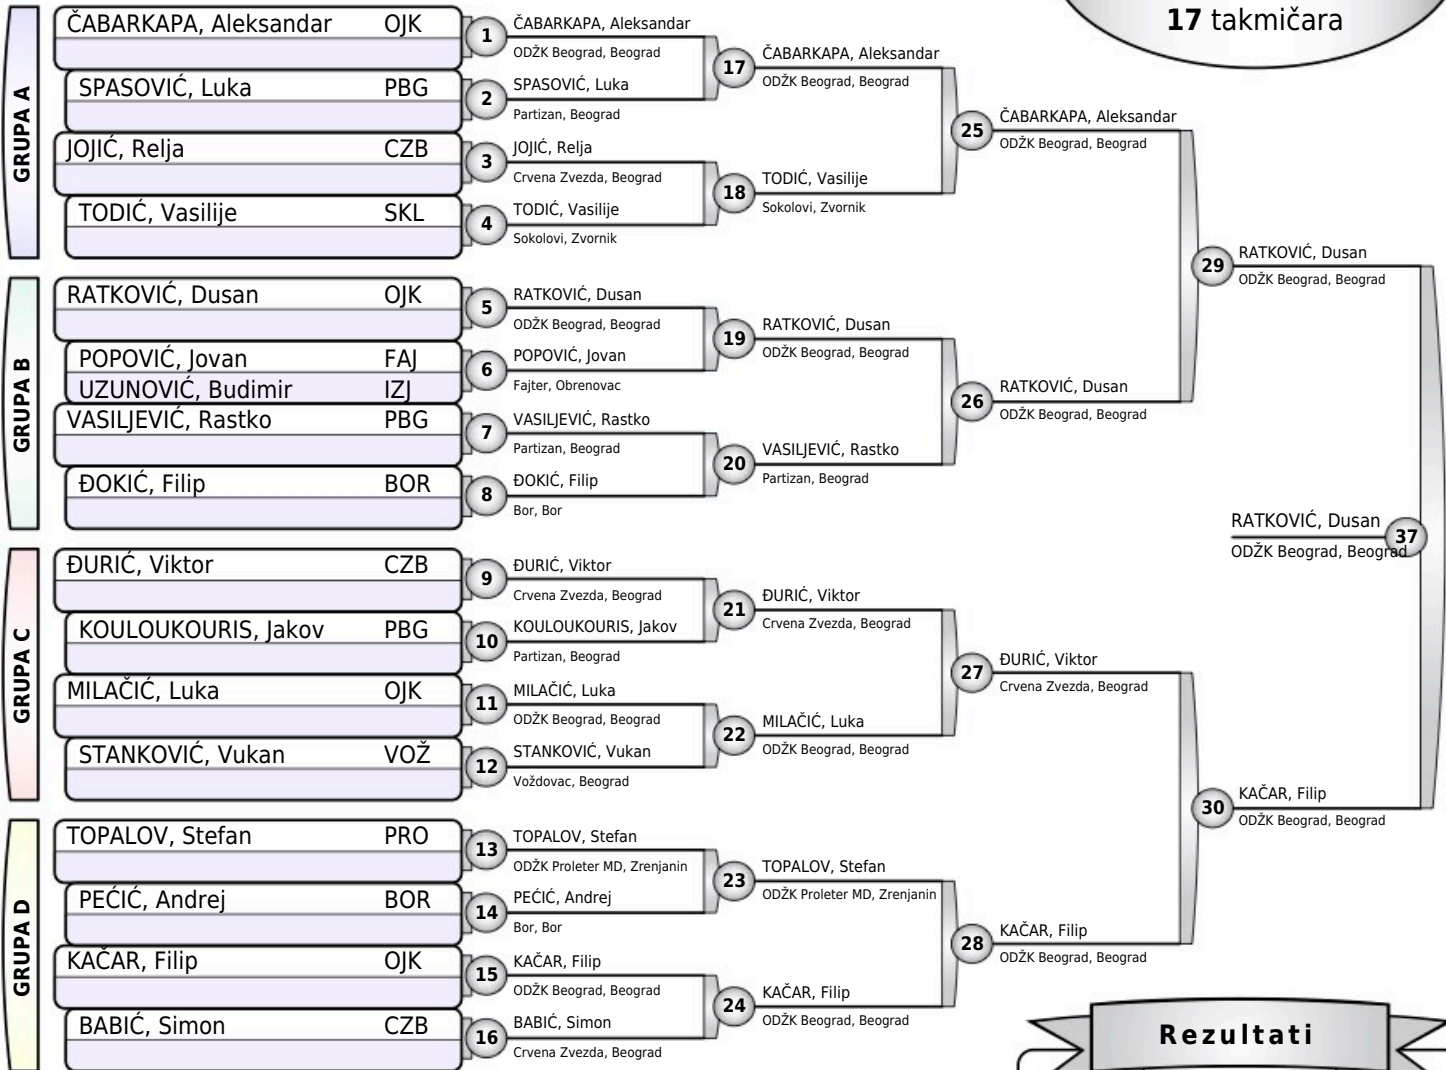 17 takmičara
GRUPA A
ČABARKAPA, Aleksandar OJK
SPASOVIĆ, Luka PBG
JOJIĆ, Relja CZB
TODIĆ, Vasilije SKL
GRUPA B
RATKOVIĆ, Dusan OJK
POPOVIĆ, Jovan FAJ
UZUNOVIĆ, Budimir IZJ
VASILJEVIĆ, Rastko PBG
ĐOKIĆ, Filip BOR
GRUPA C
ĐURIĆ, Viktor CZB
KOULOUKOURIS, Jakov PBG
MILAČIĆ, Luka OJK
STANKOVIĆ, Vukan VOŽ
GRUPA D
TOPALOV, Stefan PRO
PEĆIĆ, Andrej BOR
KAČAR, Filip OJK
BABIĆ, Simon CZB
1 ČABARKAPA, Aleksandar
ODŽK Beograd, Beograd
2 SPASOVIĆ, Luka
Partizan, Beograd
3 JOJIĆ, Relja
Crvena Zvezda, Beograd
4 TODIĆ, Vasilije
Sokolovi, Zvornik
5 RATKOVIĆ, Dusan
ODŽK Beograd, Beograd
6 POPOVIĆ, Jovan
Fajter, Obrenovac
7 VASILJEVIĆ, Rastko
Partizan, Beograd
8 ĐOKIĆ, Filip
Bor, Bor
9 ĐURIĆ, Viktor
Crvena Zvezda, Beograd
10 KOULOUKOURIS, Jakov
Partizan, Beograd
11 MILAČIĆ, Luka
ODŽK Beograd, Beograd
12 STANKOVIĆ, Vukan
Voždovac, Beograd
13 TOPALOV, Stefan
ODŽK Proleter MD, Zrenjanin
14 PEĆIĆ, Andrej
Bor, Bor
15 KAČAR, Filip
ODŽK Beograd, Beograd
16 BABIĆ, Simon
Crvena Zvezda, Beograd
17 ČABARKAPA, Aleksandar
ODŽK Beograd, Beograd
18 TODIĆ, Vasilije
Sokolovi, Zvornik
19 RATKOVIĆ, Dusan
ODŽK Beograd, Beograd
20 VASILJEVIĆ, Rastko
Partizan, Beograd
21 ĐURIĆ, Viktor
Crvena Zvezda, Beograd
22 MILAČIĆ, Luka
ODŽK Beograd, Beograd
23 TOPALOV, Stefan
ODŽK Proleter MD, Zrenjanin
24 KAČAR, Filip
ODŽK Beograd, Beograd
25 ČABARKAPA, Aleksandar
ODŽK Beograd, Beograd
26 RATKOVIĆ, Dusan
ODŽK Beograd, Beograd
27 ĐURIĆ, Viktor
Crvena Zvezda, Beograd
28 KAČAR, Filip
ODŽK Beograd, Beograd
29 RATKOVIĆ, Dusan
ODŽK Beograd, Beograd
30 KAČAR, Filip
ODŽK Beograd, Beograd
RATKOVIĆ, Dusan 37
ODŽK Beograd, Beograd
Rezultati